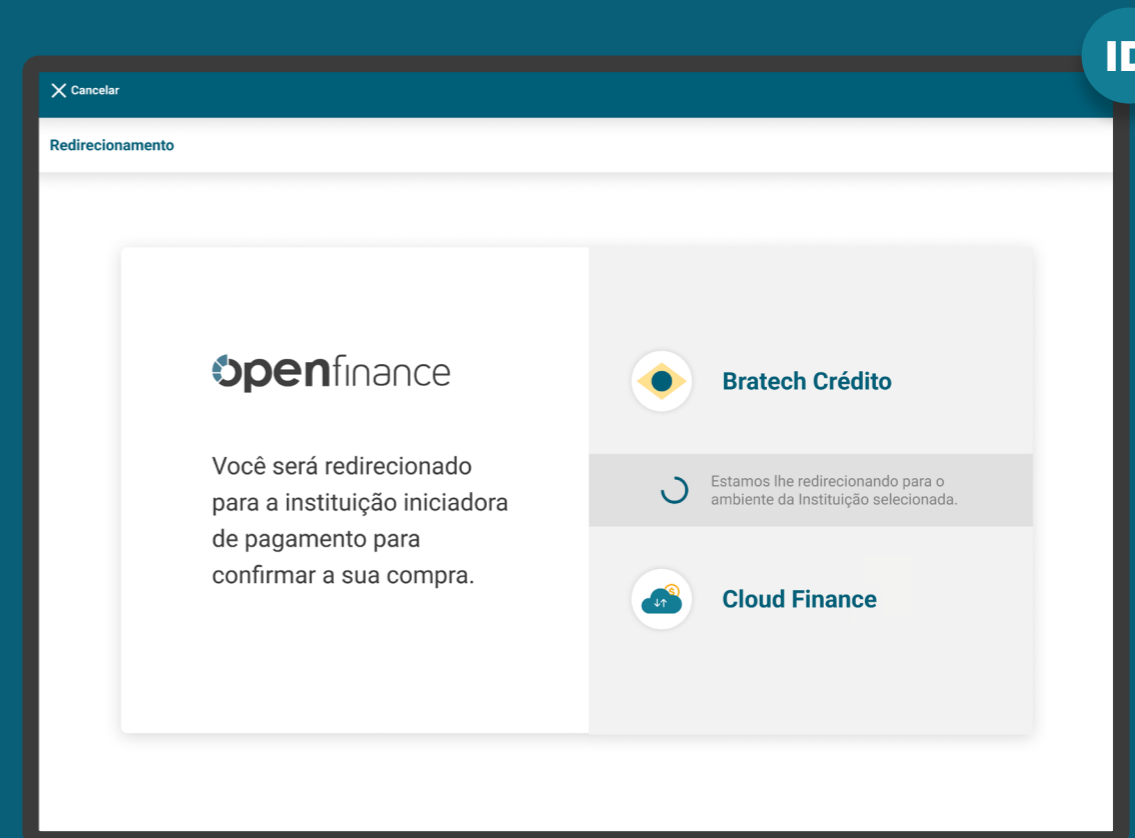 ID
Cancelar
Redirecionamento
openfinance
Você será redirecionado
para a instituição iniciadora
de pagamento para
confirmar a sua compra.
Bratech Crédito
Estamos lhe redirecionando para o
ambiente da Instituição selecionada.
Cloud Finance